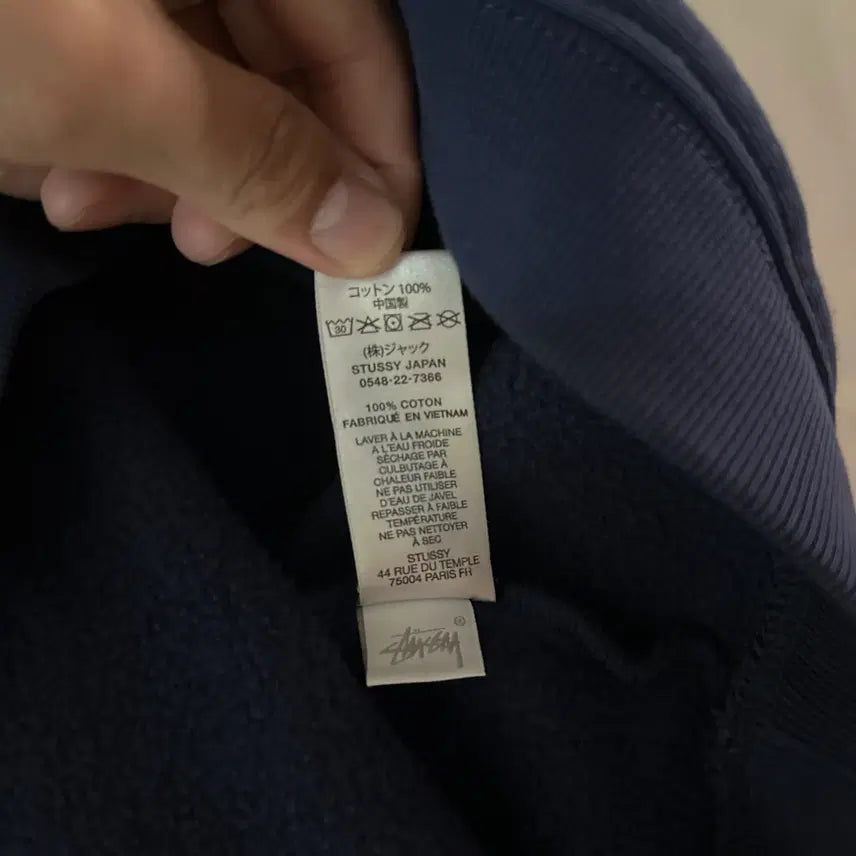 コットン 100%
中国製
30
(株)ジャック
STUSSY JAPAN
0548-22-7366
100% COTON
FABRIQUÉ EN VIETNAM
LAVER À LA MACHINE
A L'EAU FROIDE
SÉCHAGE PAR
CULBUTAGE À
CHALEUR FAIBLE
NE PAS UTILISER
D'EAU DE JAVEL
REPASSER À FAIBLE
TEMPÉRATURE
NE PAS NETTOYER
À SEC
STUSSY
44 RUE DU TEMPLE
75004 PARIS FR
Stüssy ®